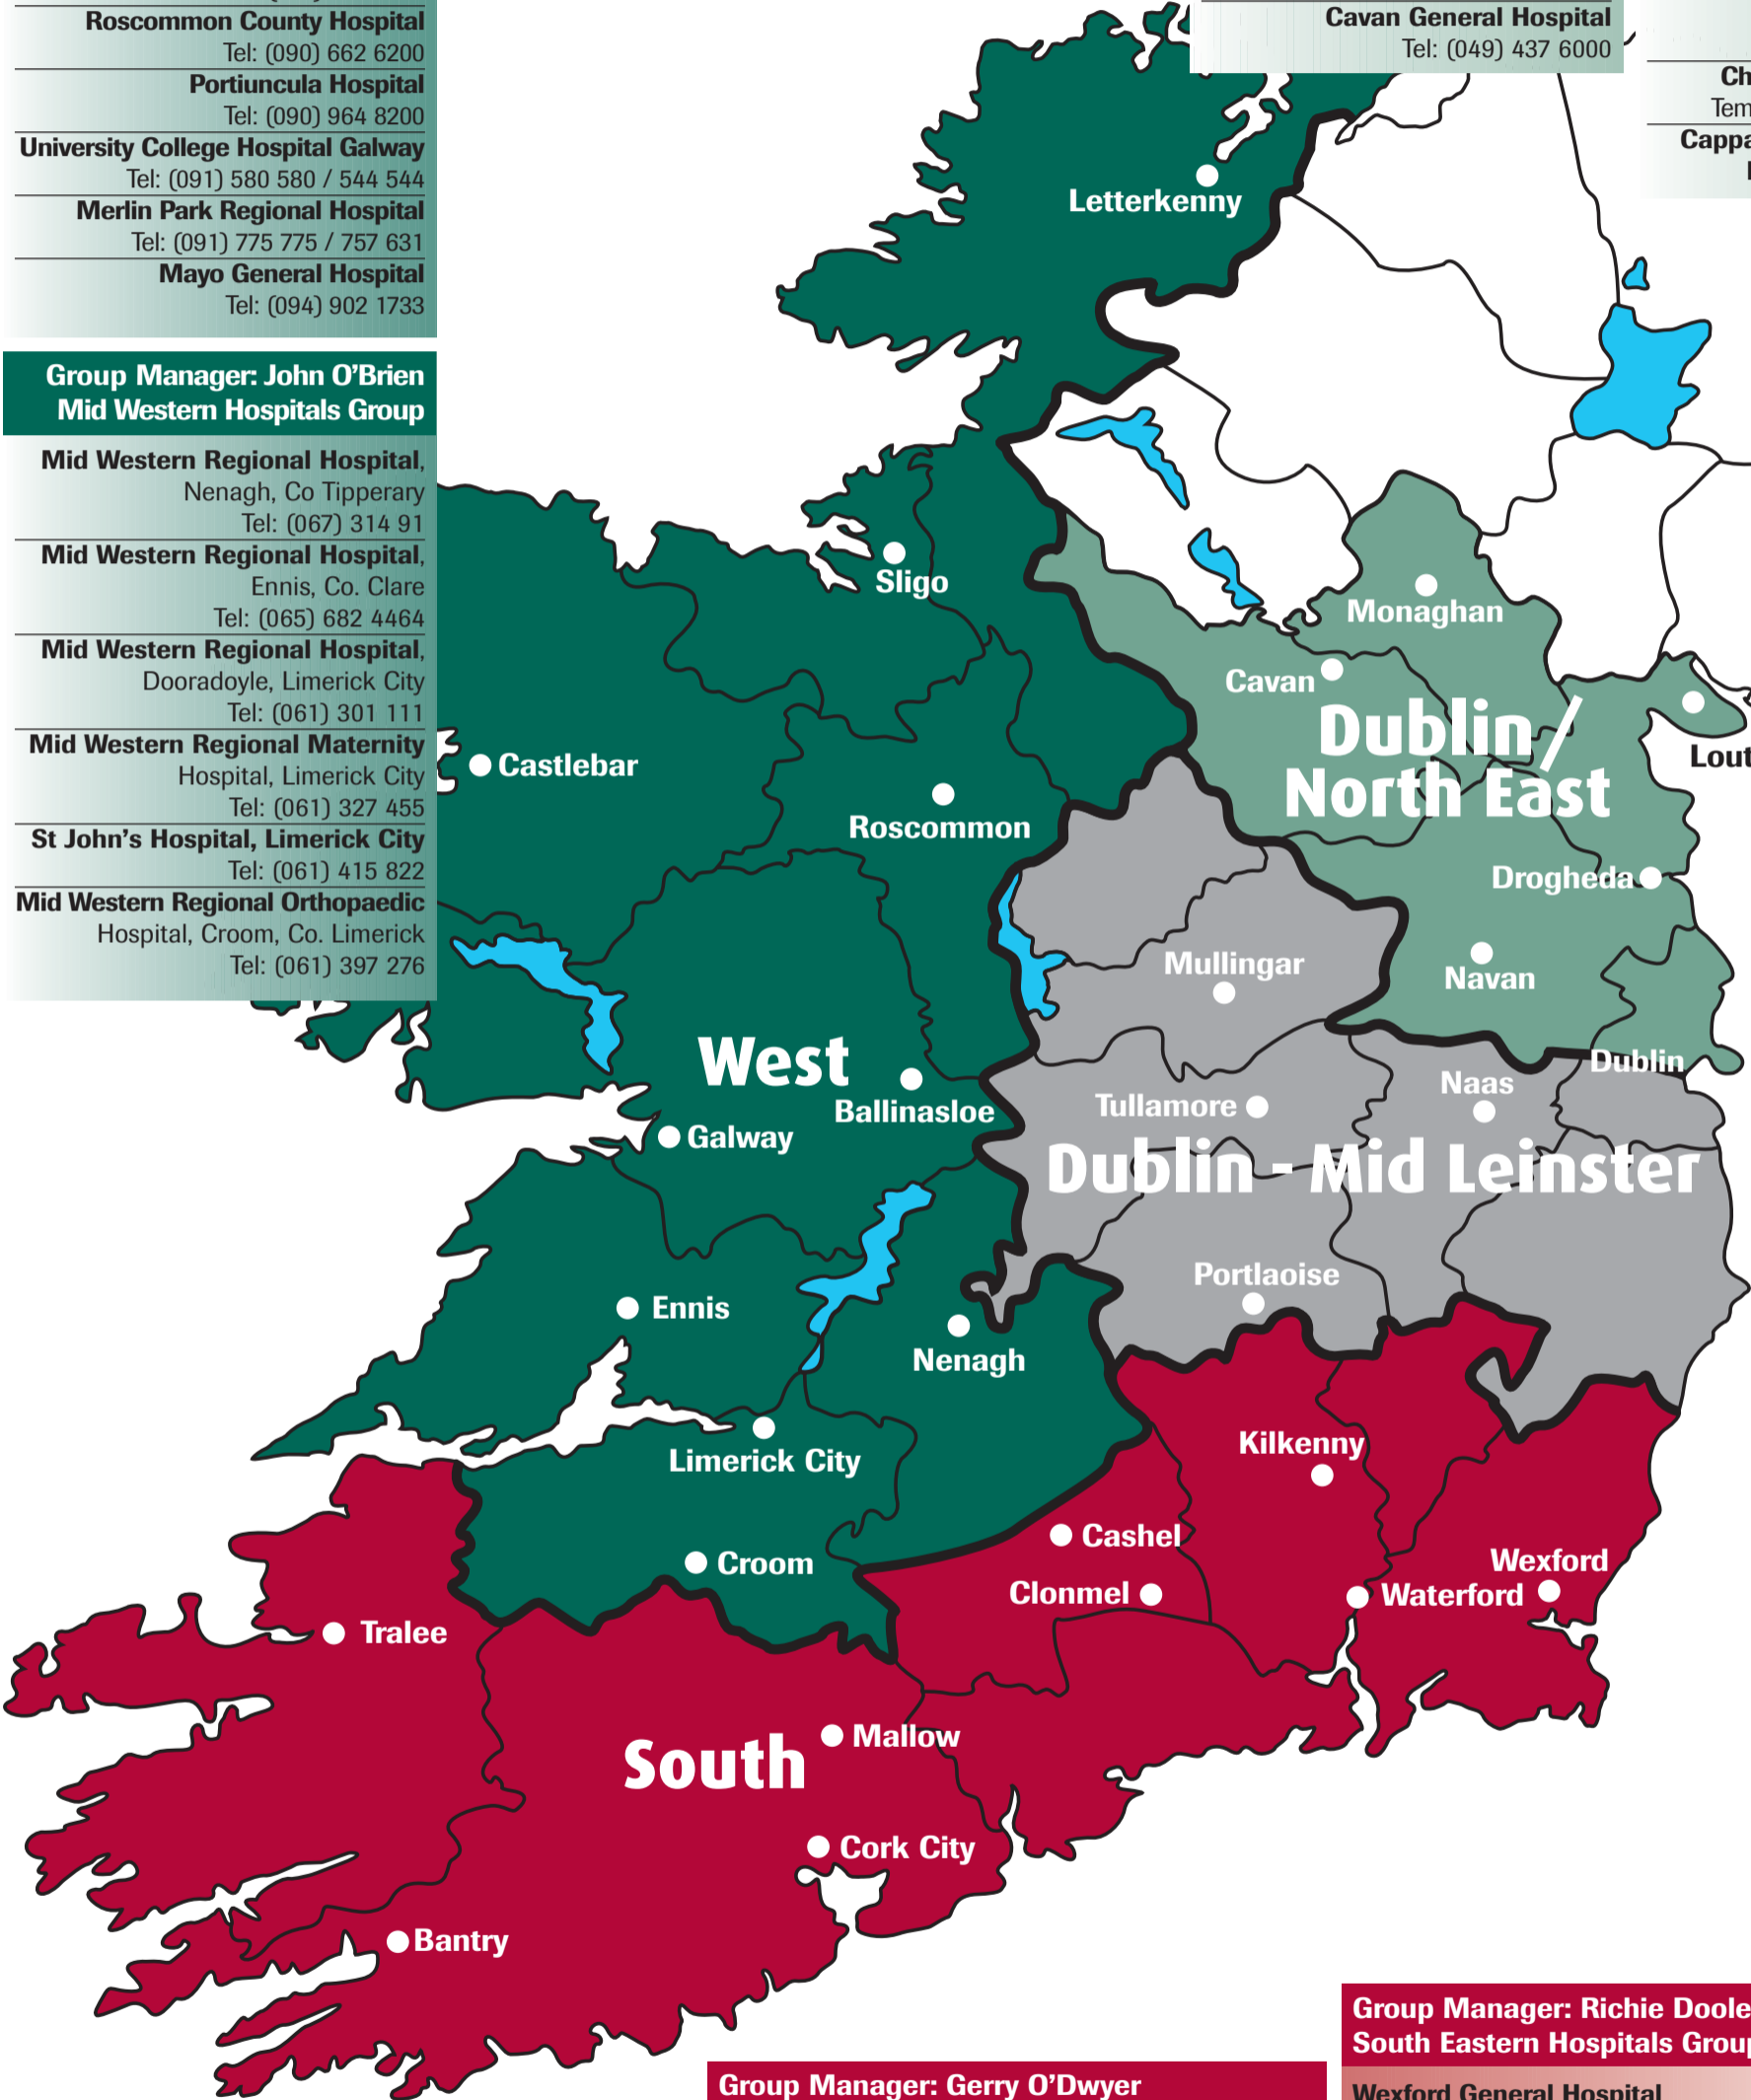 Roscommon County Hospital
Tel: (090) 662 6200
Portiuncula Hospital
Tel: (090) 964 8200
University College Hospital Galway
Tel: (091) 580 580 / 544 544
Merlin Park Regional Hospital
Tel: (091) 775 775 / 757 631
Mayo General Hospital
Tel: (094) 902 1733
Group Manager: John O'Brien
Mid Western Hospitals Group
Mid Western Regional Hospital,
Nenagh, Co Tipperary
Tel: (067) 314 91
Mid Western Regional Hospital,
Ennis, Co. Clare
Tel: (065) 682 4464
Mid Western Regional Hospital,
Dooradoyle, Limerick City
Tel: (061) 301 111
Mid Western Regional Maternity
Hospital, Limerick City
Tel: (061) 327 455
St John's Hospital, Limerick City
Tel: (061) 415 822
Mid Western Regional Orthopaedic
Hospital, Croom, Co. Limerick
Tel: (061) 397 276
Cavan General Hospital
Tel: (049) 437 6000
Ch
Tem
Cappa
Letterkenny
Sligo
Monaghan
Cavan
Dublin /
North East
Lout
Castlebar
Roscommon
Drogheda
Mullingar
Navan
West
Dublin
Ballinasloe
Tullamore
Naas
Galway
Dublin - Mid Leinster
Portlaoise
Ennis
Nenagh
Limerick City
Kilkenny
Croom
Cashel
Clonmel
Waterford
Wexford
Tralee
South
Mallow
Cork City
Bantry
Group Manager: Richie Doole
South Eastern Hospitals Group
Wexford General Hospital
Group Manager: Gerry O'Dwyer